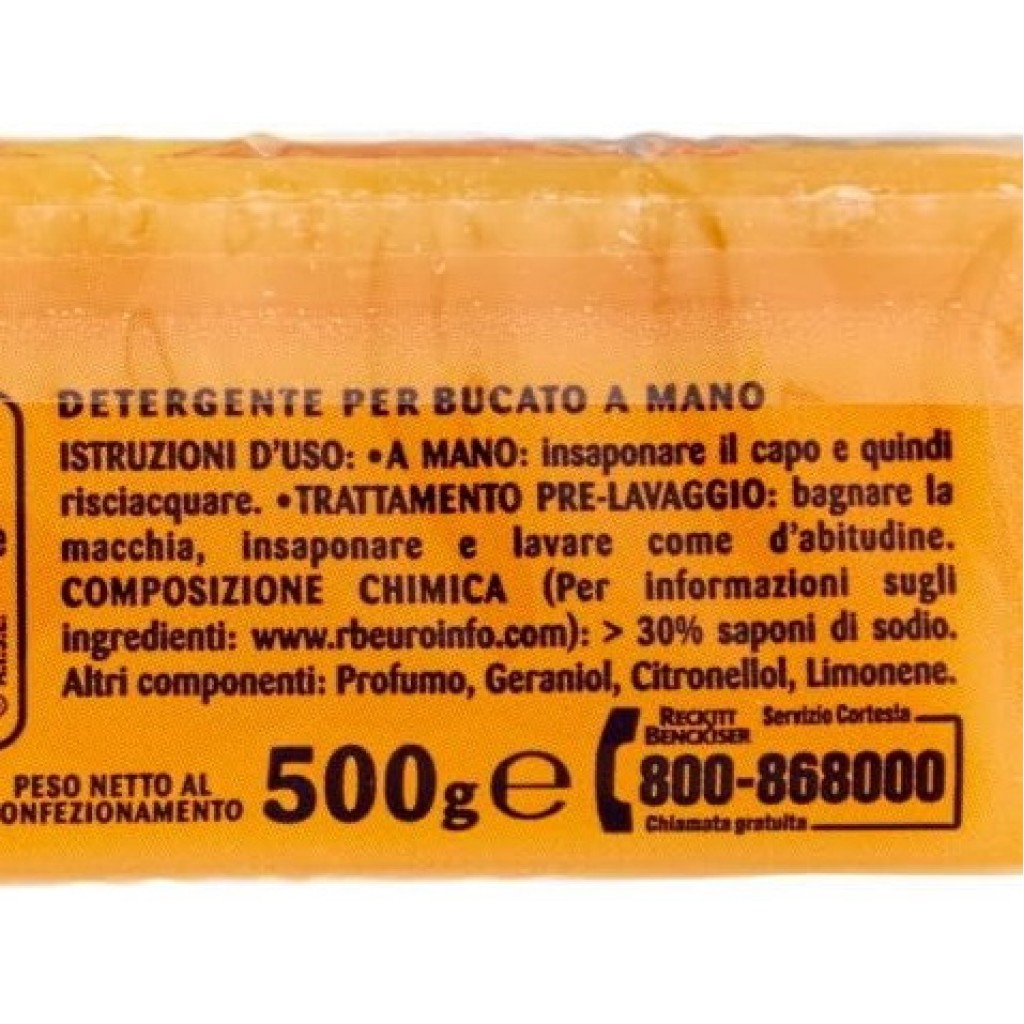 DETERGENTE PER BUCATO A MANO
ISTRUZIONI D'USO: •A MANO: insaponare il capo e quindi
risciacquare. •TRATTAMENTO PRE-LAVAGGIO: bagnare la
macchia, insaponare e lavare come d'abitudine.
COMPOSIZIONE CHIMICA (Per informazioni sugli
ingredienti: www.rbeuroinfo.com): > 30% saponi di sodio.
Altri componenti: Profumo, Geraniol, Citronellol, Limonene.
PESO NETTO AL
ONFEZIONAMENTO
500g e
RECKITT
BENCKISER
Servizio Cortesia
800-868000
Chiamata gratuita